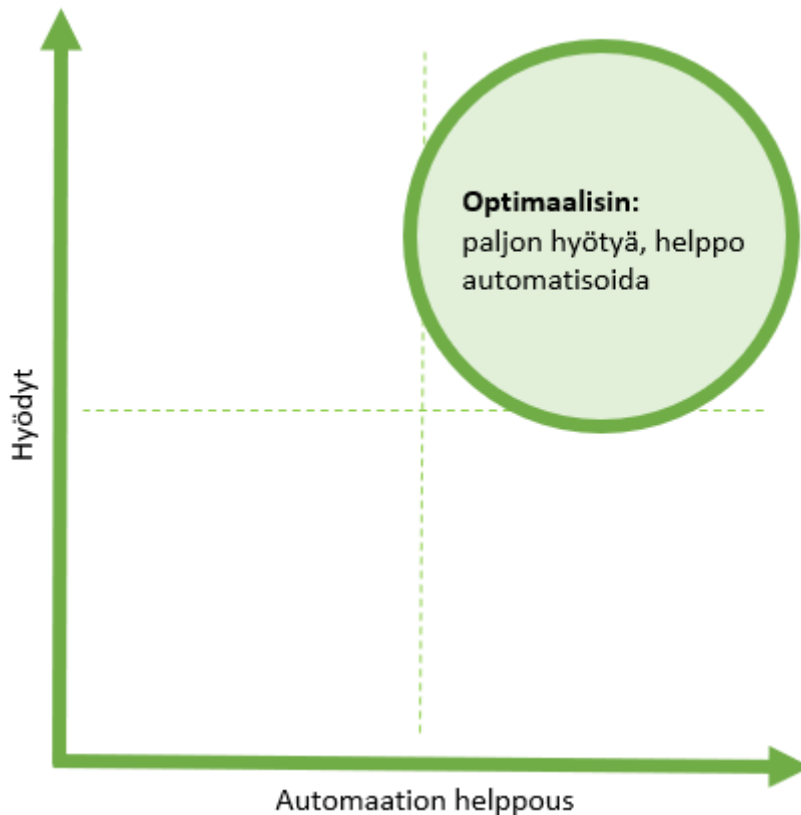 Optimaalisin:
paljon hyötyä, helppo
automatisoida
Hyödyt
Automaation helppous